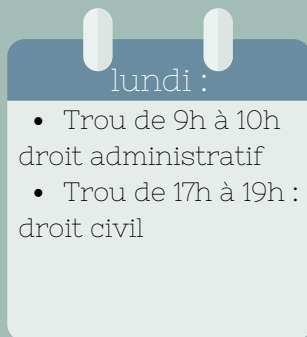 lundi :
• Trou de 9h à 10h
droit administratif
• Trou de 17h à 19h :
droit civil